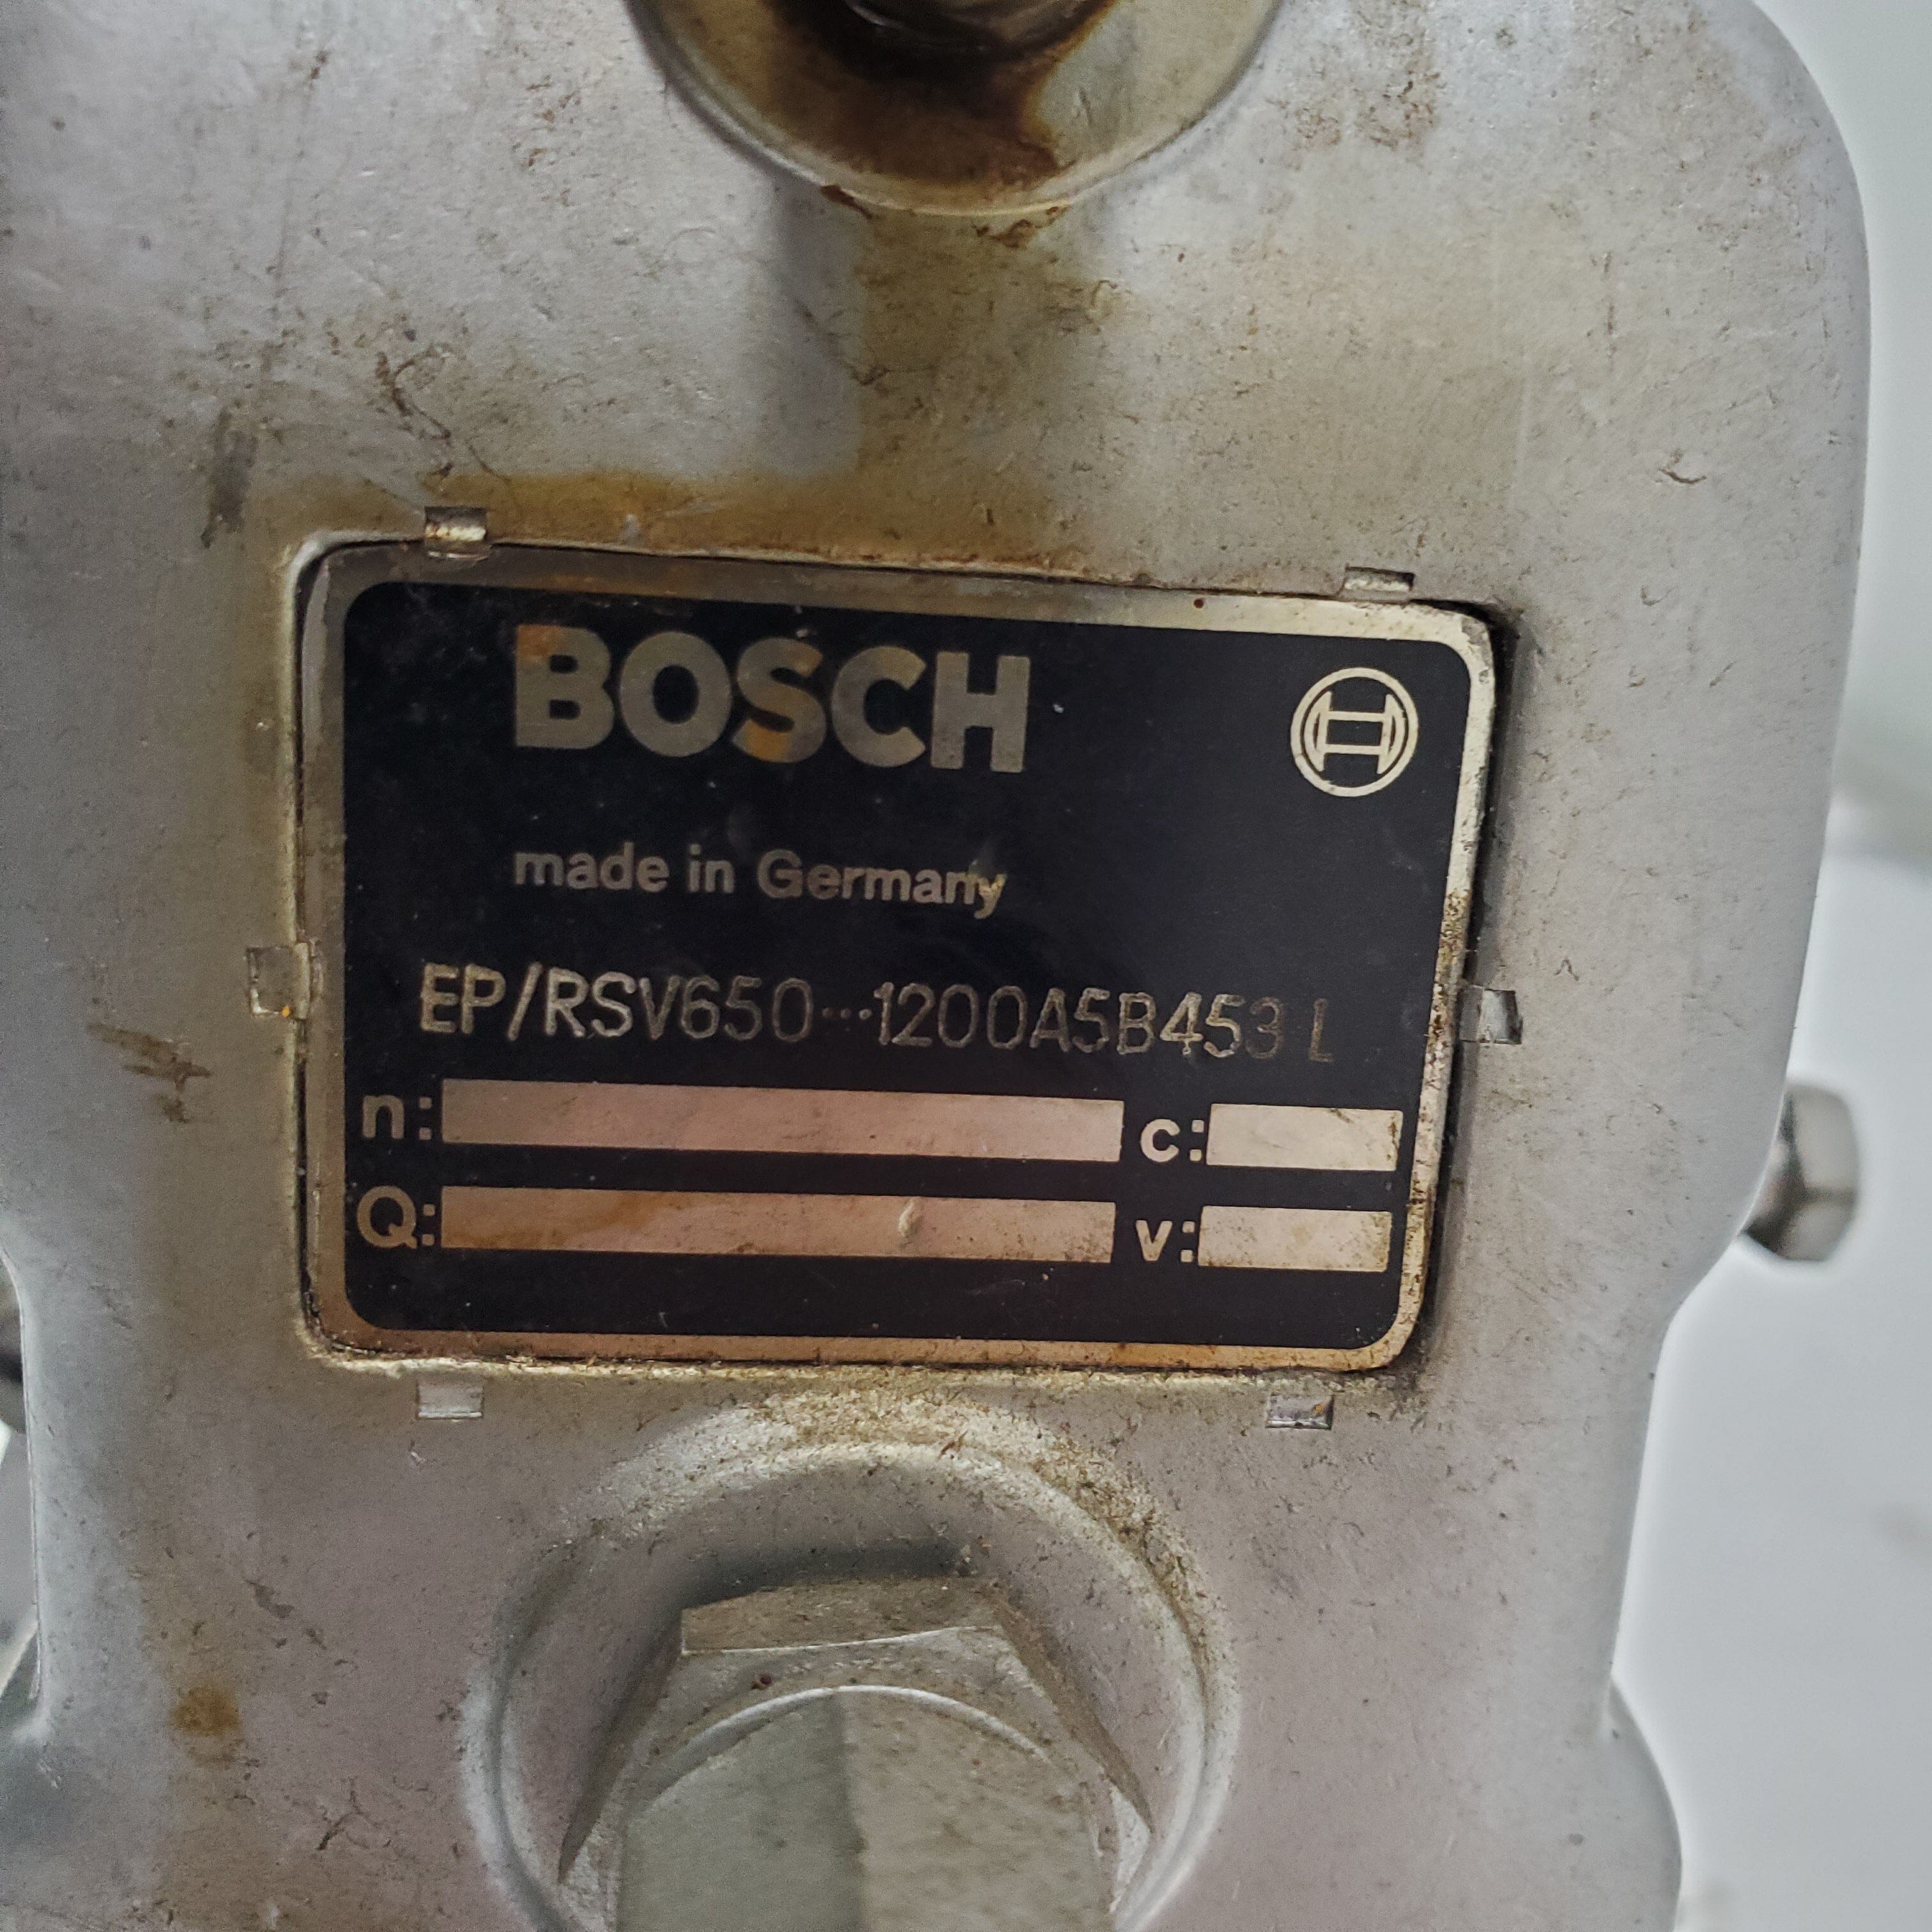 BOSCH
made in Germany
EP/RSV650···1200A5B453 L
n:
c:
Q:
v: